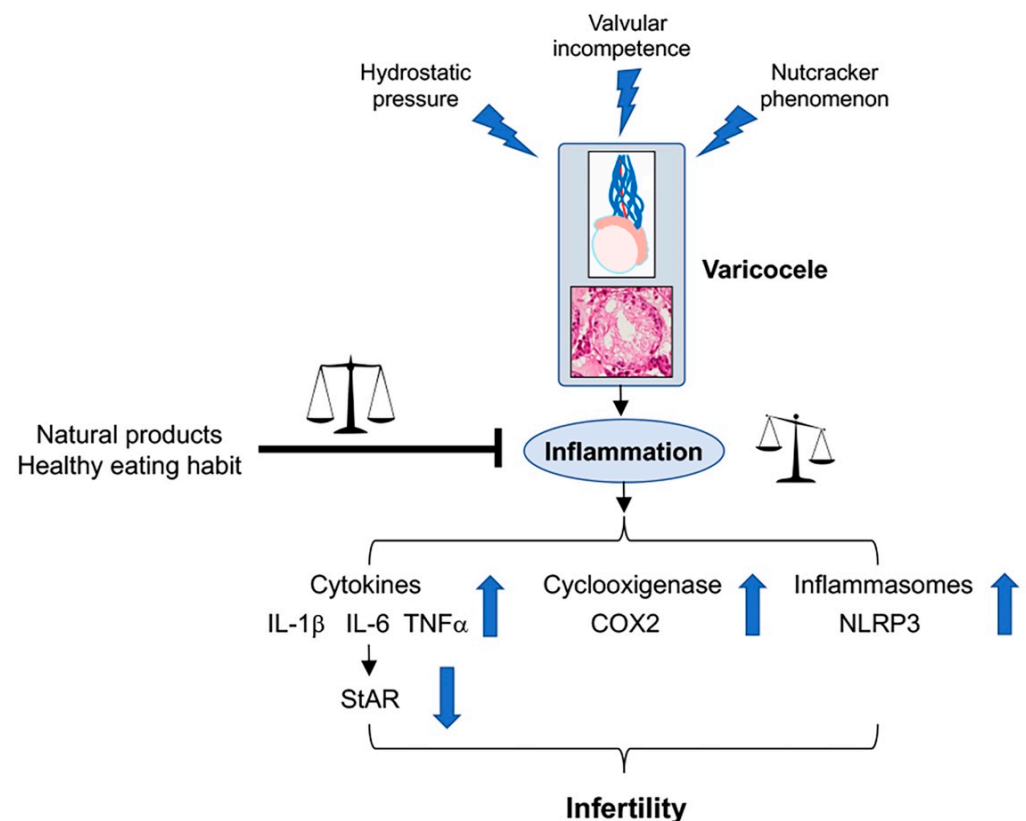 Valvular
incompetence
Hydrostatic
pressure
Nutcracker
phenomenon
Varicocele
Natural products
Healthy eating habit
Inflammation
Cytokines
IL-1β IL-6 TNFα
StAR
Cyclooxigenase
COX2
Inflammasomes
NLRP3
Infertility